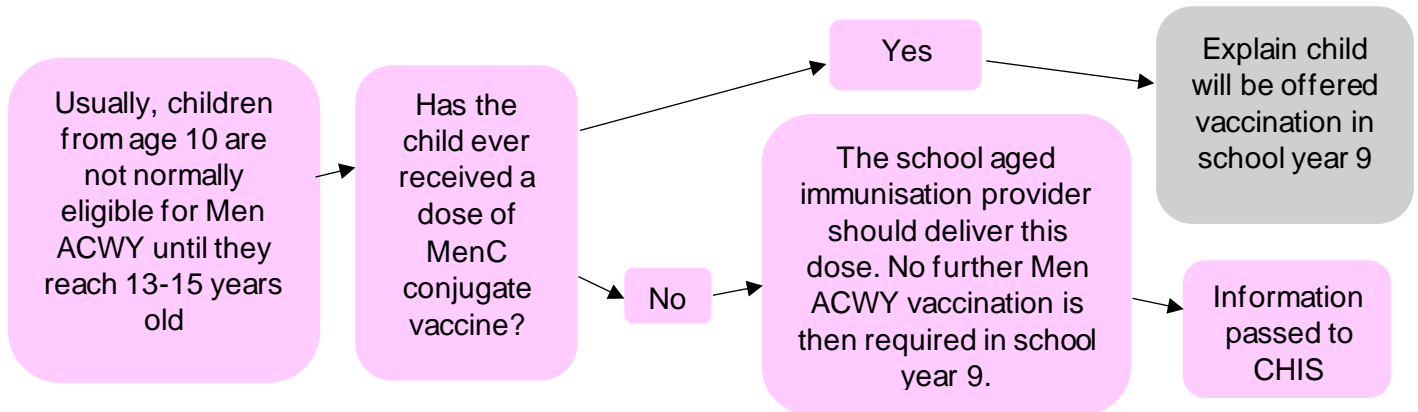 Usually, children
from age 10 are
not normally
eligible for Men
ACWY until they
reach 13-15 years
old
Has the
child ever
received a
dose of
MenC
conjugate
vaccine?
Yes
Explain child
will be offered
vaccination in
school year 9
No
The school aged
immunisation provider
should deliver this
dose. No further Men
ACWY vaccination is
then required in school
year 9.
Information
passed to
CHIS